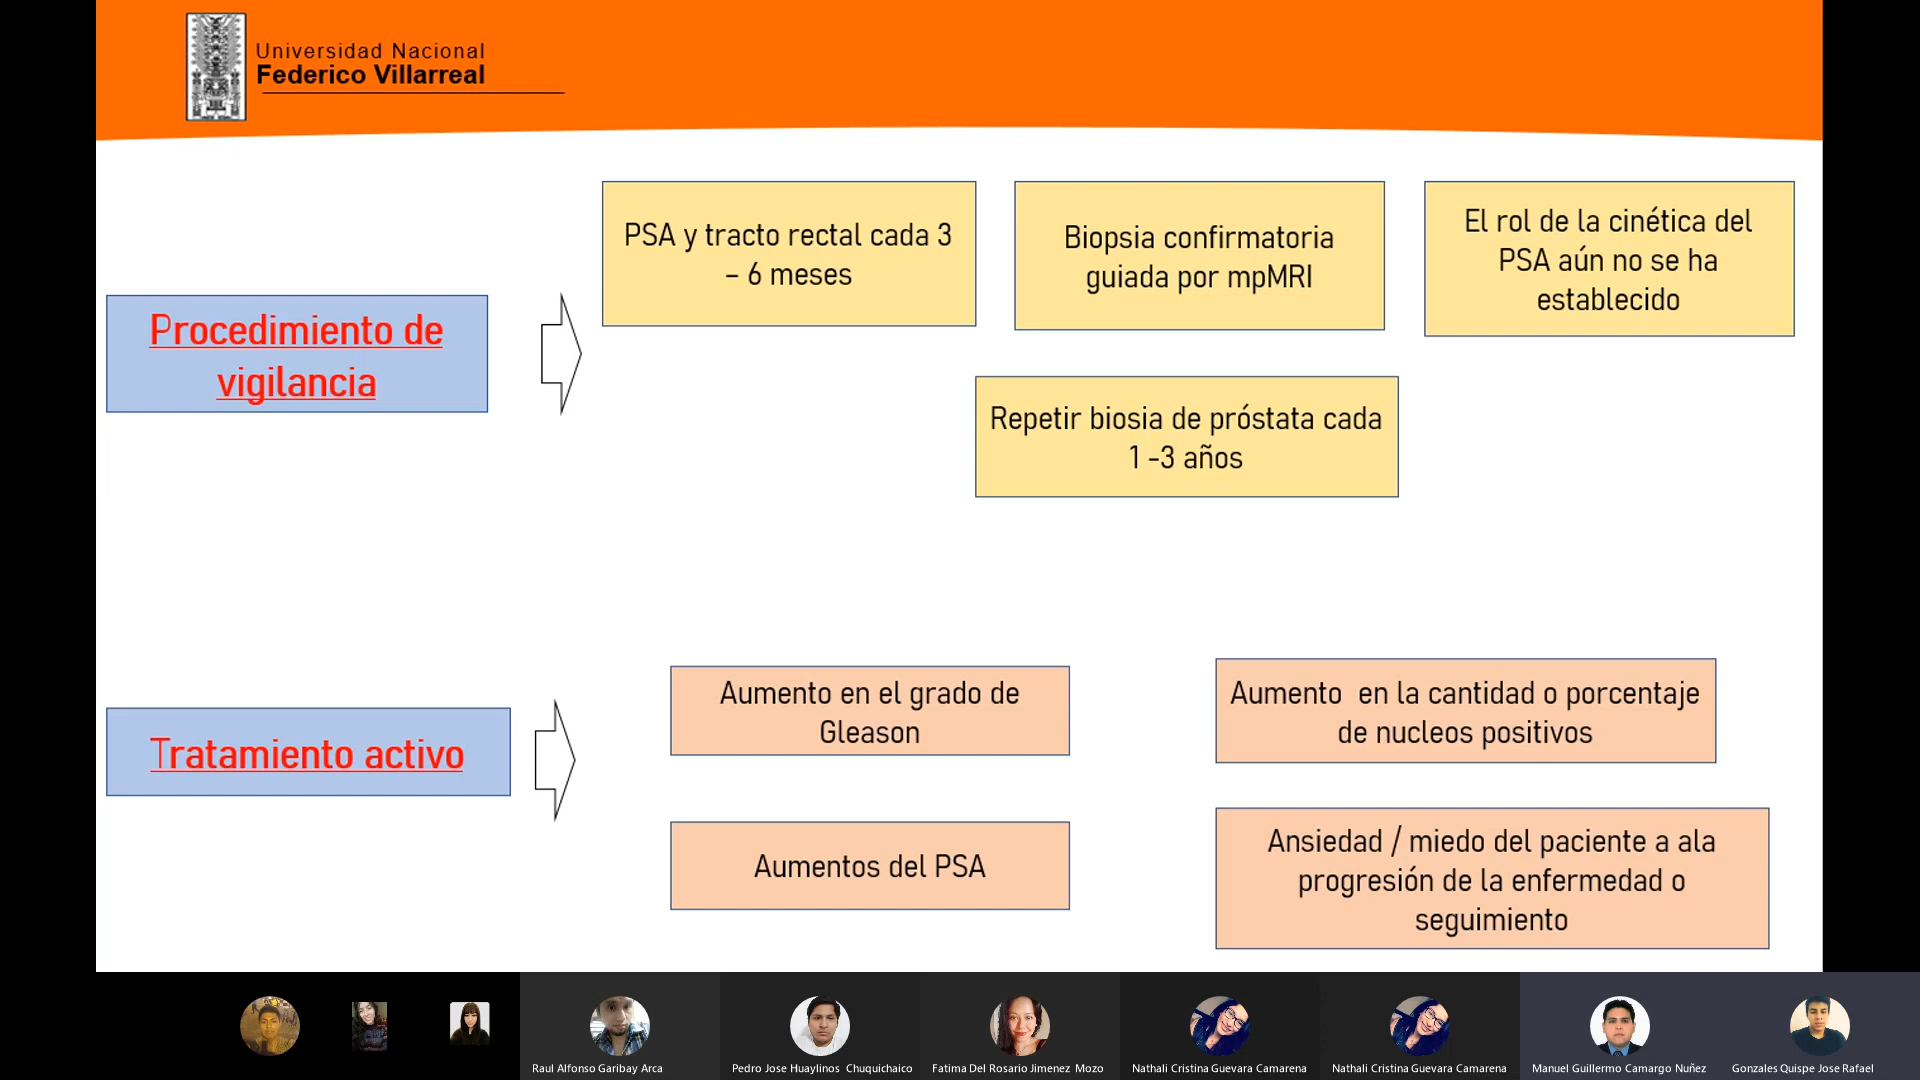 Universidad Nacional
Federico Villarreal
PSA y tracto rectal cada 3
– 6 meses
Biopsia confirmatoria
guiada por mpMRI
El rol de la cinética del
PSA aún no se ha
establecido
Procedimiento de
vigilancia
Repetir biosia de próstata cada
1 -3 años
Aumento en el grado de
Gleason
Aumento  en la cantidad o porcentaje
de nucleos positivos
Tratamiento activo
Aumentos del PSA
Ansiedad / miedo del paciente a ala
progresión de la enfermedad o
seguimiento
Raul Alfonso Garibay Arca
Pedro Jose Huaylinos  Chuquichaico
Fatima Del Rosario Jimenez  Mozo
Nathali Cristina Guevara Camarena
Nathali Cristina Guevara Camarena
Manuel Guillermo Camargo Nuñez
Gonzales Quispe Jose Rafael